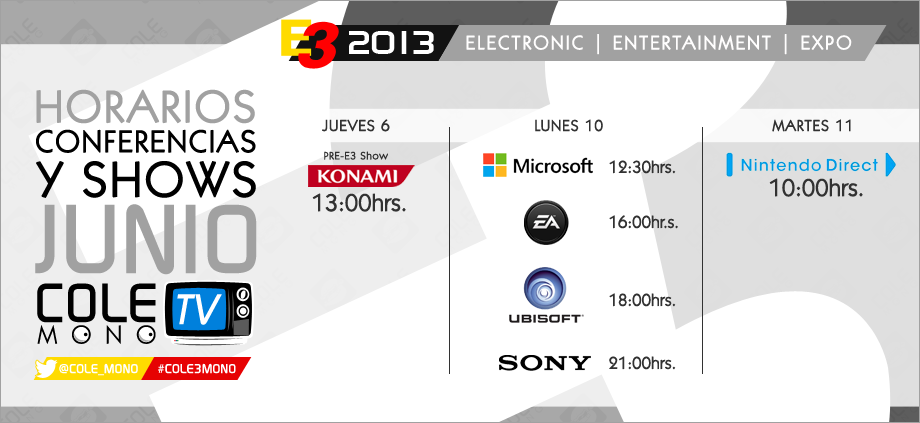 E3 2013 ELECTRONIC | ENTERTAINMENT | EXPO
HORARIOS
CONFERENCIAS
Y SHOWS
JUNIO
COLE
MONO
TV
@COLE_MONO #COLE3MONO
JUEVES 6
PRE-E3 Show
KONAMI
13:00hrs.
LUNES 10
Microsoft 12:30hrs.
EA 16:00hr.s.
UBISOFT 18:00hrs.
SONY 21:00hrs.
MARTES 11
Nintendo Direct
10:00hrs.